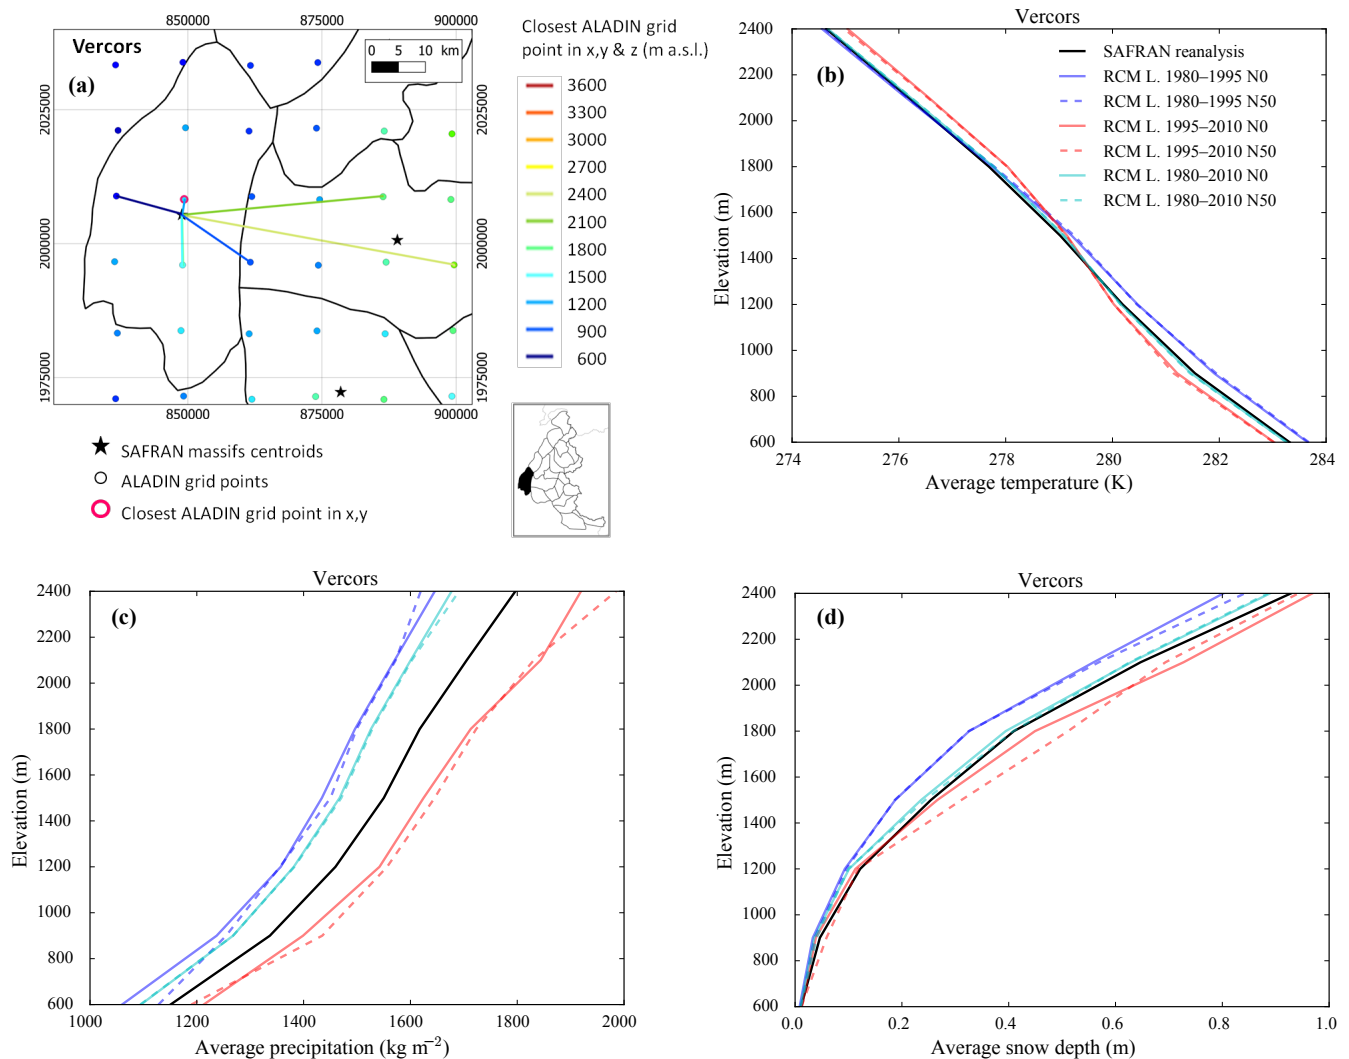 850000 875000 900000
Vercors
(a)
0 5 10 km
2025000
2000000
1975000
2025000
2000000
1975000
850000 875000 900000
Closest ALADIN grid
point in x,y & z (m a.s.l.)
3600
3300
3000
2700
2400
2100
1800
1500
1200
900
600
SAFRAN massifs centroids
ALADIN grid points
Closest ALADIN grid point in x,y
Vercors
(b)
SAFRAN reanalysis
RCM L. 1980–1995 N0
RCM L. 1980–1995 N50
RCM L. 1995–2010 N0
RCM L. 1995–2010 N50
RCM L. 1980–2010 N0
RCM L. 1980–2010 N50
2400
2200
2000
1800
1600
1400
1200
1000
800
600
Elevation (m)
274 276 278 280 282 284
Average temperature (K)
Vercors
(c)
2400
2200
2000
1800
1600
1400
1200
1000
800
600
Elevation (m)
1000 1200 1400 1600 1800 2000
Average precipitation (kg m−2)
Vercors
(d)
2400
2200
2000
1800
1600
1400
1200
1000
800
600
Elevation (m)
0.0 0.2 0.4 0.6 0.8 1.0
Average snow depth (m)